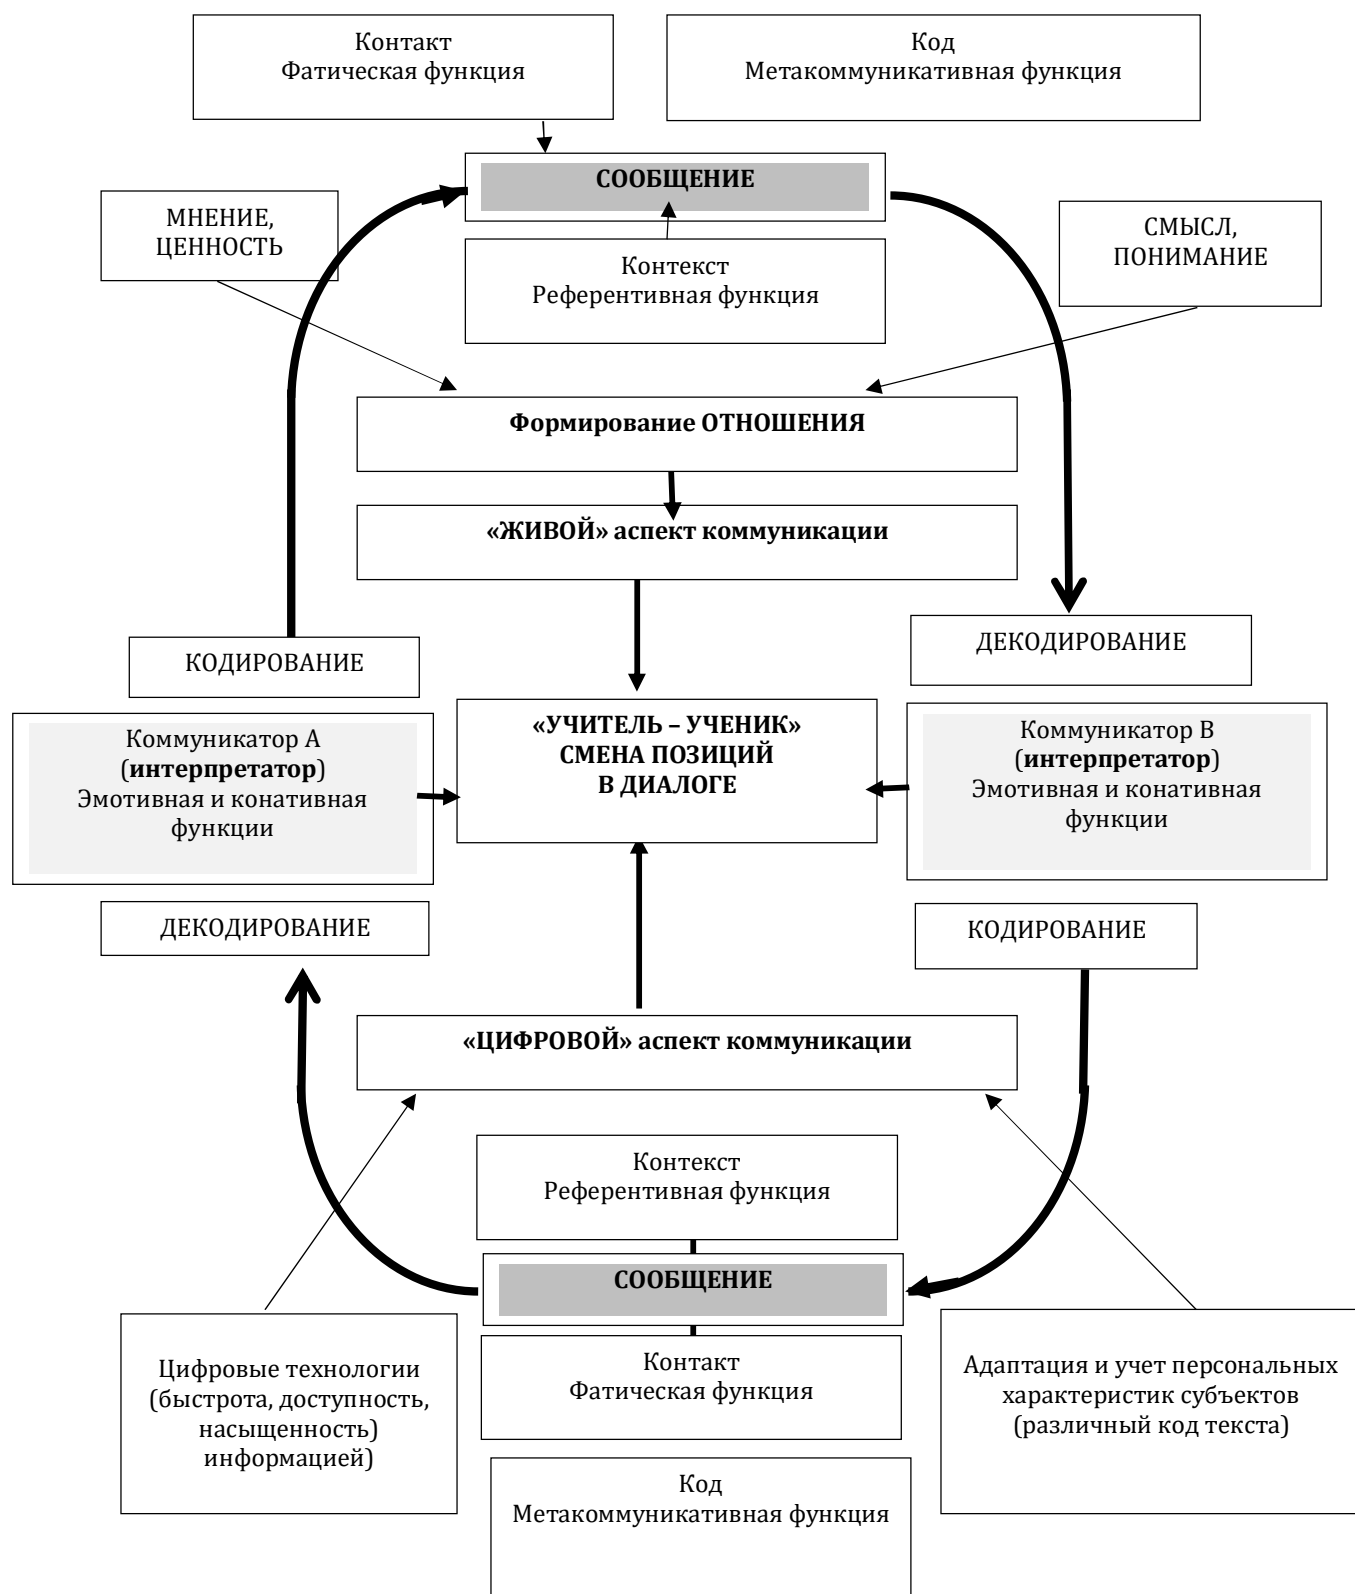 Контакт
Фатическая функция
Код
Метакоммуникативная функция
СООБЩЕНИЕ
МНЕНИЕ,
ЦЕННОСТЬ
СМЫСЛ,
ПОНИМАНИЕ
Контекст
Референтивная функция
Формирование ОТНОШЕНИЯ
«ЖИВОЙ» аспект коммуникации
КОДИРОВАНИЕ
ДЕКОДИРОВАНИЕ
Коммуникатор А
(интерпретатор)
Эмотивная и конативная
функции
«УЧИТЕЛЬ – УЧЕНИК»
СМЕНА ПОЗИЦИЙ
В ДИАЛОГЕ
Коммуникатор В
(интерпретатор)
Эмотивная и конативная
функции
ДЕКОДИРОВАНИЕ
КОДИРОВАНИЕ
«ЦИФРОВОЙ» аспект коммуникации
Контекст
Референтивная функция
СООБЩЕНИЕ
Контакт
Фатическая функция
Цифровые технологии
(быстрота, доступность,
насыщенность)
информацией)
Адаптация и учет персональных
характеристик субъектов
(различный код текста)
Код
Метакоммуникативная функция